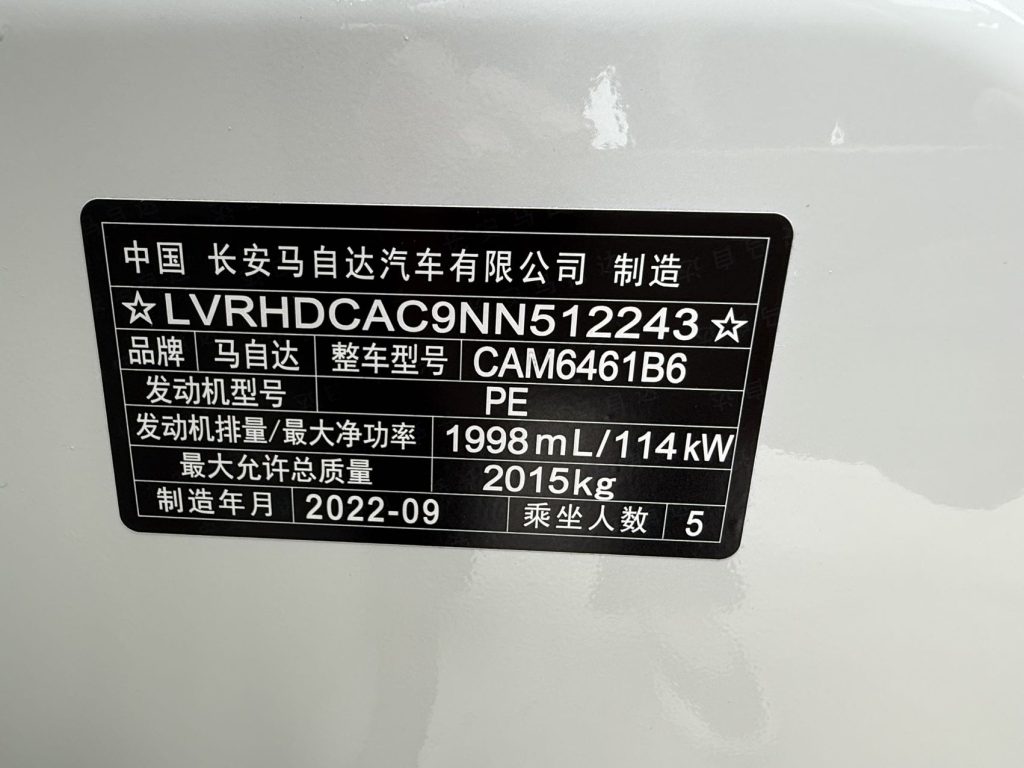 中国 长安马自达汽车有限公司 制造
☆LVRHDCAC9NN512243☆
品牌 马自达 整车型号 CAM6461B6
发动机型号 PE
发动机排量/最大净功率 1998mL/114kW
最大允许总质量 2015kg
制造年月 2022-09 乘坐人数 5